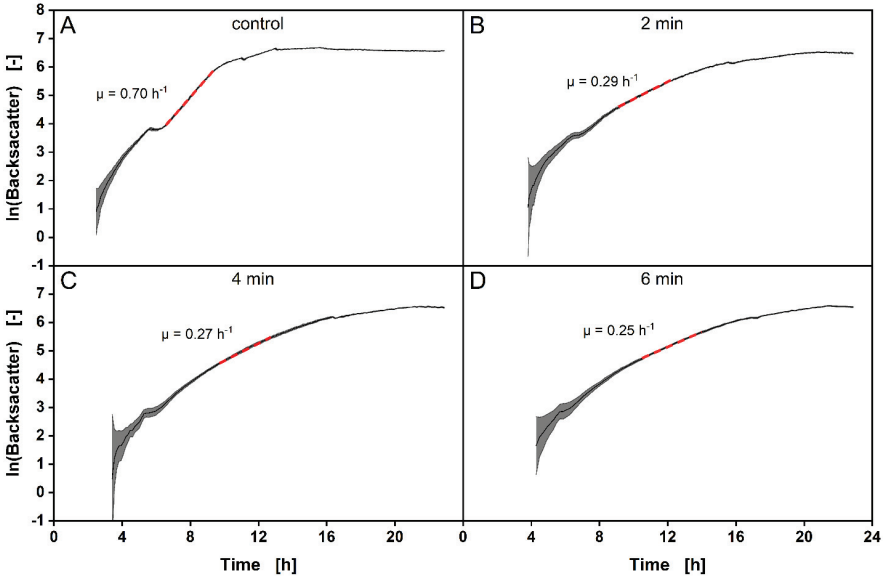 A control
μ = 0.70 h-1
B 2 min
μ = 0.29 h-1
ln(Backsacatter) [-]
8
7
6
5
4
3
2
1
0
-1
C 4 min
μ = 0.27 h-1
D 6 min
μ = 0.25 h-1
ln(Backsacatter) [-]
7
6
5
4
3
2
1
0
-1
0 4 8 12 16 20 0 4 8 12 16 20 24
Time [h] Time [h]